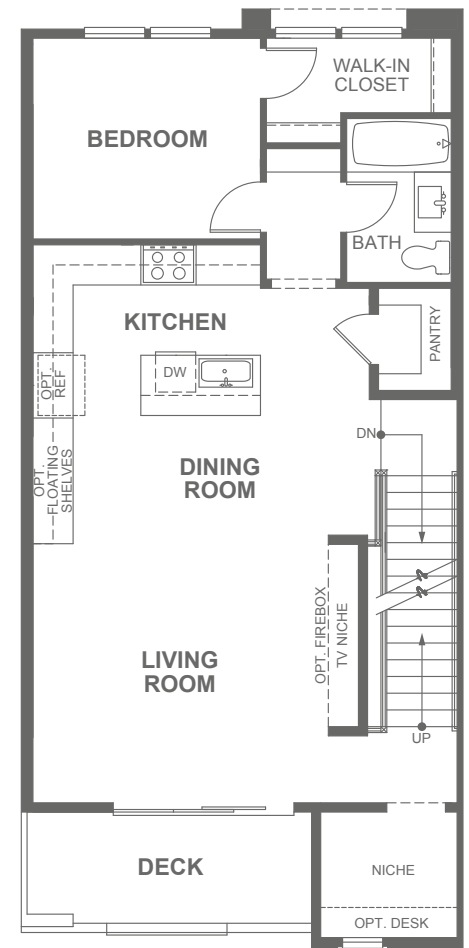 WALK-IN
CLOSET
BEDROOM
BATH
KITCHEN
PANTRY
DW
OPT.
REF
DN
OPT.
FLOATING
SHELVES
DINING
ROOM
OPT. FIREBOX
TV NICHE
LIVING
ROOM
UP
DECK
NICHE
OPT. DESK